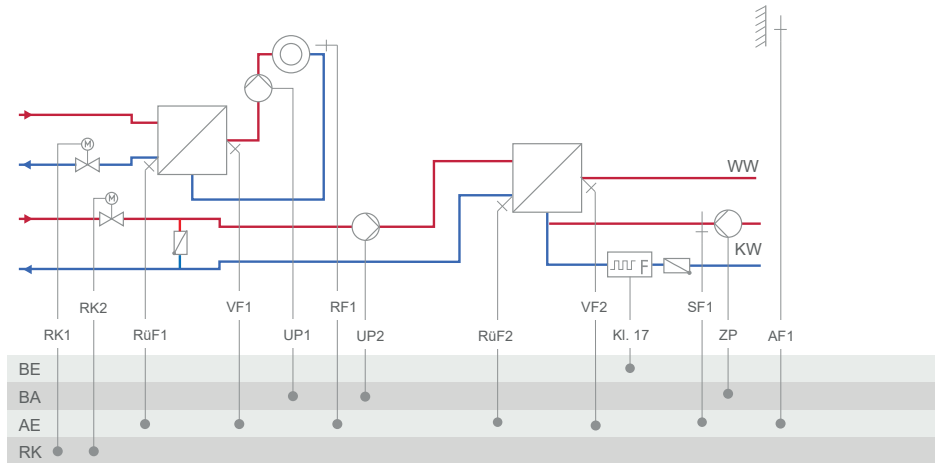 M
M
F
WW
KW
RK2
VF1
RF1
VF2
SF1
RK1
RüF1
UP1
UP2
RüF2
Kl. 17
ZP
AF1
BE
BA
AE
RK